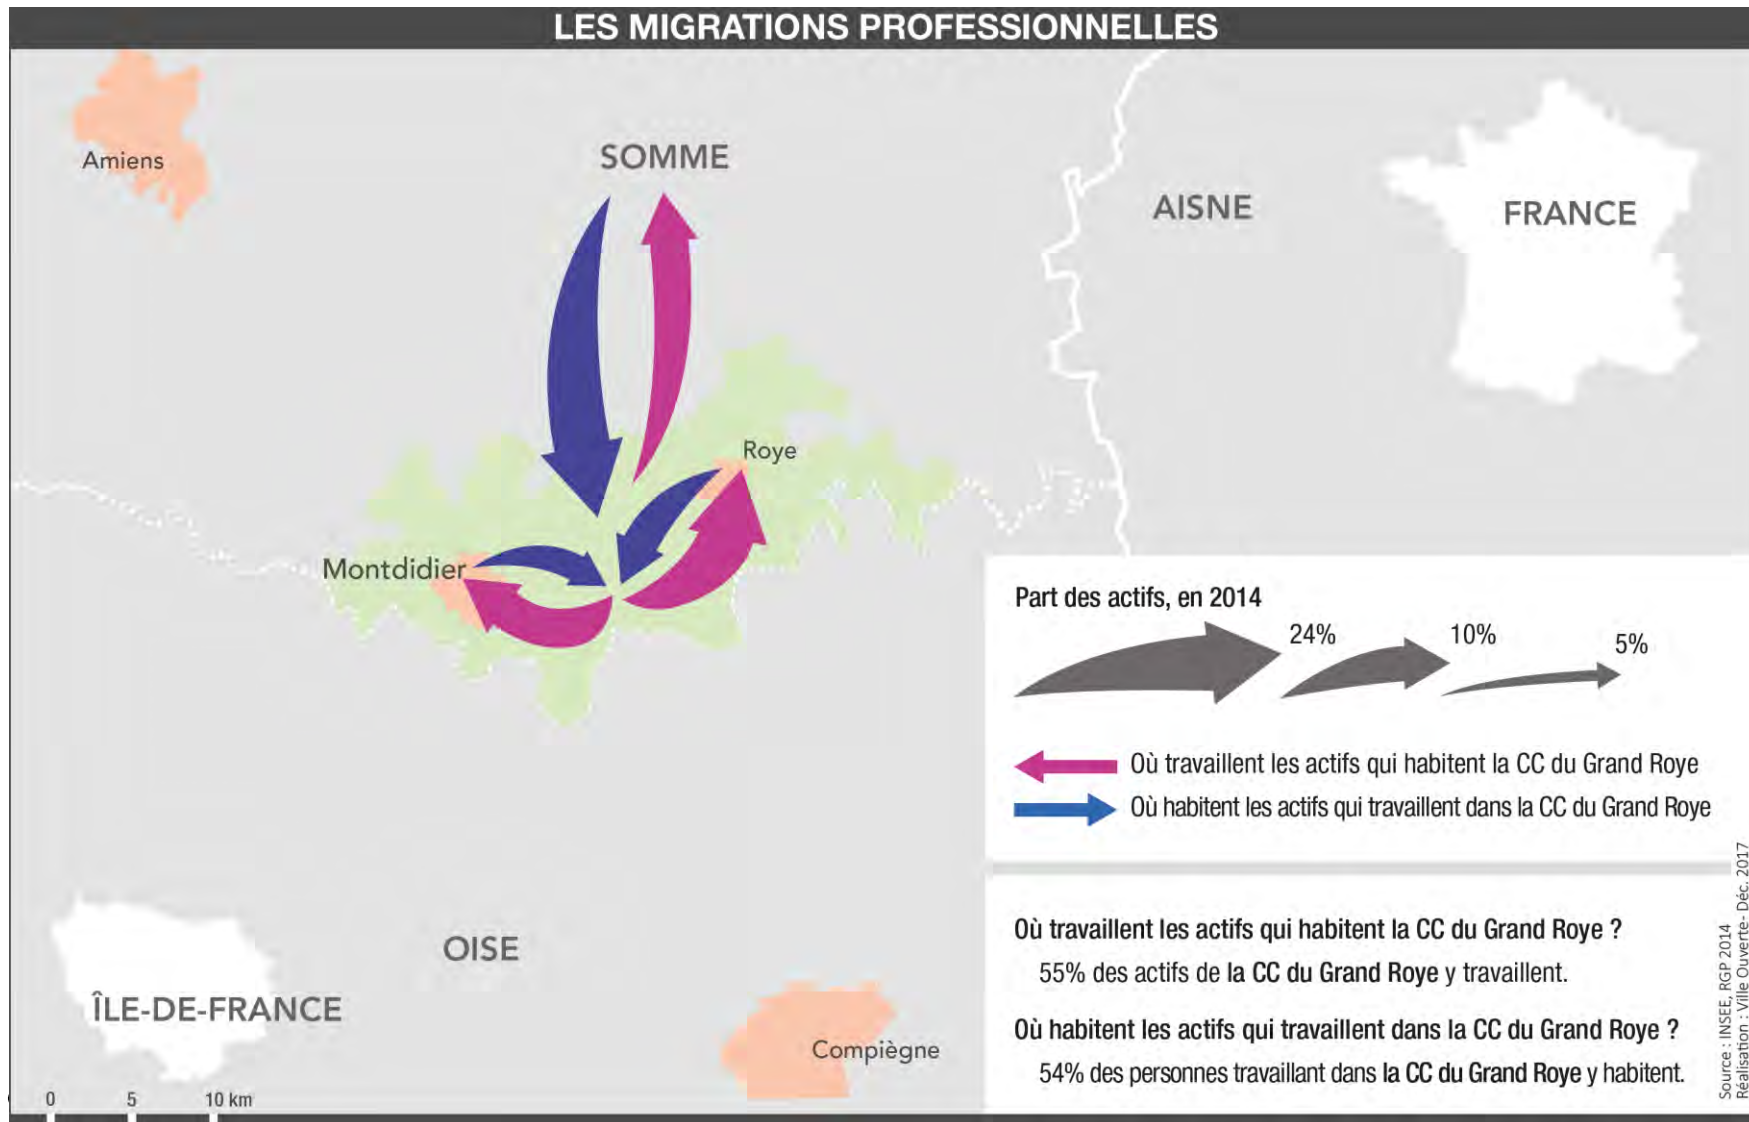 LES MIGRATIONS PROFESSIONNELLES
Amiens
SOMME
AISNE
FRANCE
Roye
Montdidier
Part des actifs, en 2014
24%
10%
5%
Où travaillent les actifs qui habitent la CC du Grand Roye
Où habitent les actifs qui travaillent dans la CC du Grand Roye
Où travaillent les actifs qui habitent la CC du Grand Roye ?
55% des actifs de la CC du Grand Roye y travaillent.
Où habitent les actifs qui travaillent dans la CC du Grand Roye ?
54% des personnes travaillant dans la CC du Grand Roye y habitent.
OISE
ÎLE-DE-FRANCE
Compiègne
0 5 10 km
Source : INSEE, RGP 2014
Réalisation : Ville Ouverte- Déc. 2017